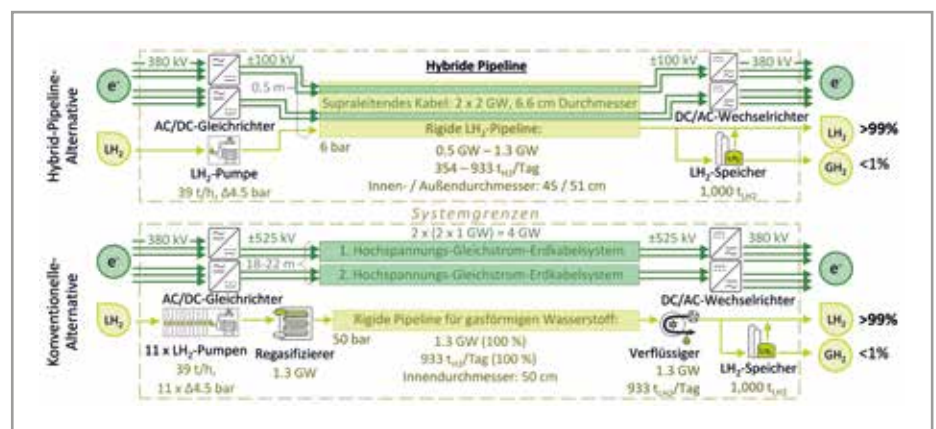 Hybrid-Pipeline-
Alternative
380 kV
±100 kV
Hybride Pipeline
±100 kV
380 kV
e⁻
0.5 m
Supraleitendes Kabel: 2 x 2 GW, 6.6 cm Durchmesser
e⁻
AC/DC-Gleichrichter
DC/AC-Wechselrichter
Rigide LH₂-Pipeline:
LH₂
6 bar
0.5 GW – 1.3 GW
LH₂ >99%
LH₂-Pumpe
354 – 933 t_H2/Tag
LH₂-Speicher
GH₂ <1%
39 t/h, Δ4.5 bar
Innen- / Außendurchmesser: 45 / 51 cm
1,000 t_LH2
Systemgrenzen
Konventionelle-
Alternative
2 x (2 x 1 GW) = 4 GW
380 kV
±525 kV
±525 kV
380 kV
e⁻
1. Hochspannungs-Gleichstrom-Erdkabelsystem
e⁻
18-22 m
2. Hochspannungs-Gleichstrom-Erdkabelsystem
AC/DC-Gleichrichter
DC/AC-Wechselrichter
LH₂
Rigide Pipeline für gasförmigen Wasserstoff:
LH₂ >99%
50 bar
1.3 GW (100 %)
11 x LH₂-Pumpen
Regasifizierer
933 t_H2/Tag (100 %)
Verflüssiger
LH₂-Speicher
GH₂ <1%
39 t/h,
1.3 GW
Innendurchmesser: 50 cm
1.3 GW
1,000 t_LH2
11 x Δ4.5 bar
933 t_LH2/Tag